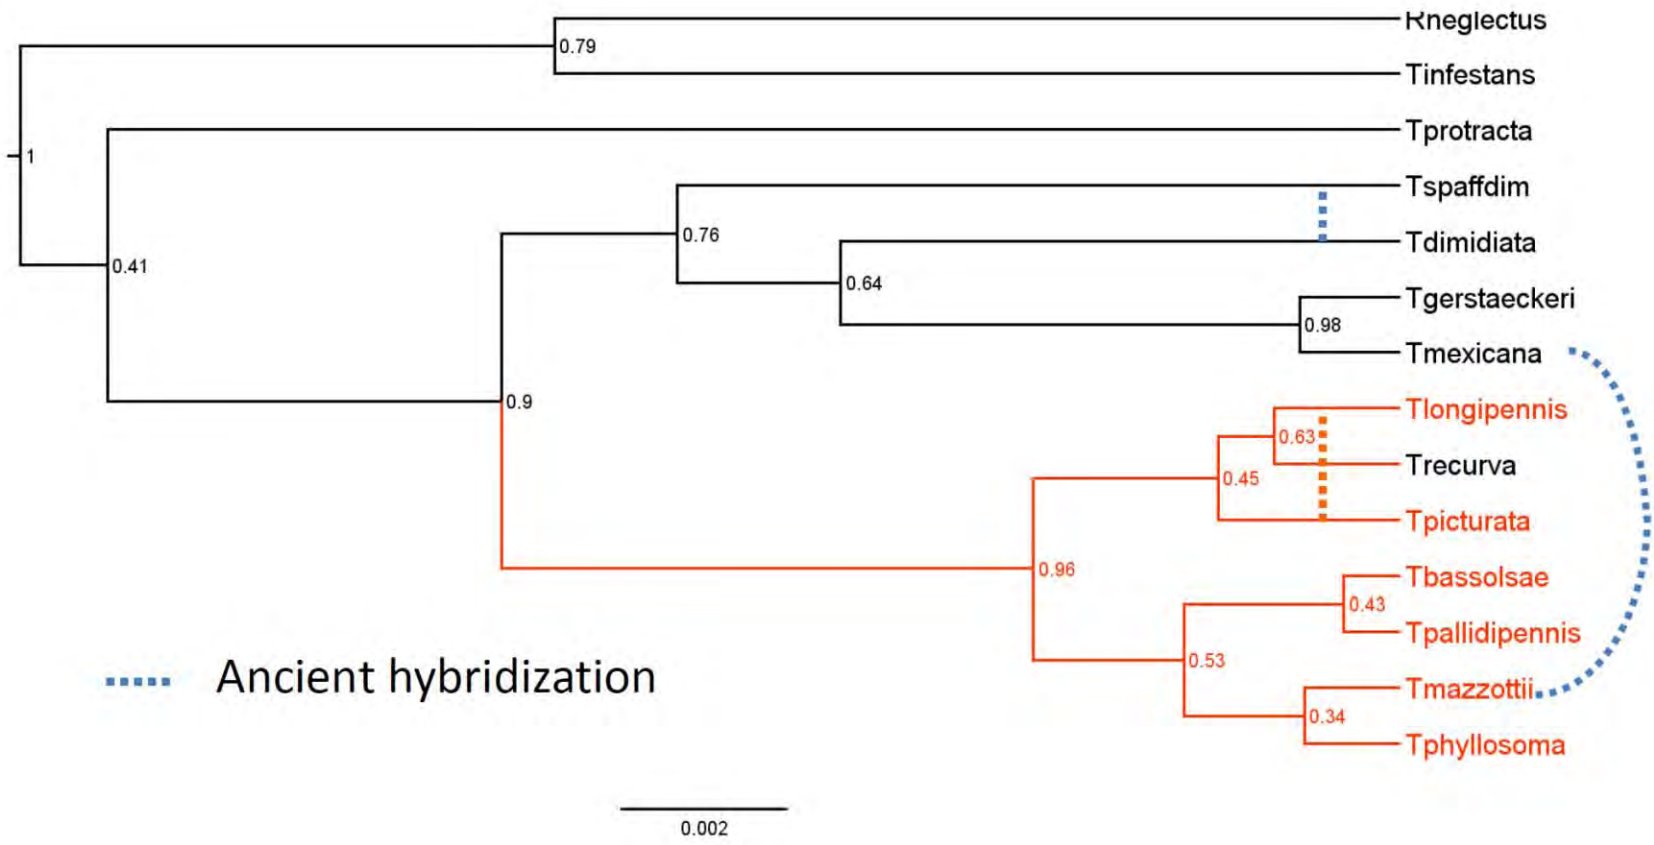 Rneglectus
0.79
Tinfestans
Tprotracta
1
Tspaffdim
0.76
Tdimidiata
0.41
0.64
Tgerstaeckeri
0.98
Tmexicana
0.9
Tlongipennis
0.63
Trecurva
0.45
Tpicturata
0.96
Tbassolsae
0.43
Tpallidipennis
0.53
Ancient hybridization
Tmazzottii
0.34
Tphyllosoma
0.002